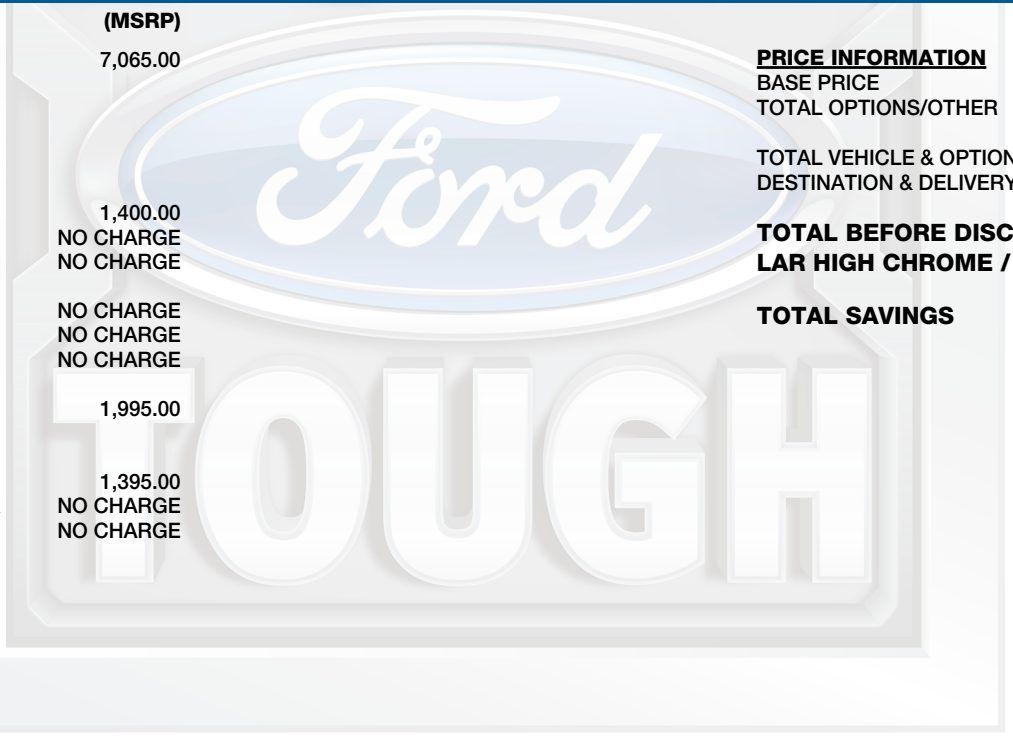 (MSRP)
7,065.00
1,400.00
NO CHARGE
NO CHARGE
NO CHARGE
NO CHARGE
NO CHARGE
1,995.00
1,395.00
NO CHARGE
NO CHARGE
PRICE INFORMATION
BASE PRICE
TOTAL OPTIONS/OTHER
TOTAL VEHICLE & OPTION
DESTINATION & DELIVERY
TOTAL BEFORE DISC
LAR HIGH CHROME /
TOTAL SAVINGS
Ford
TOUGH